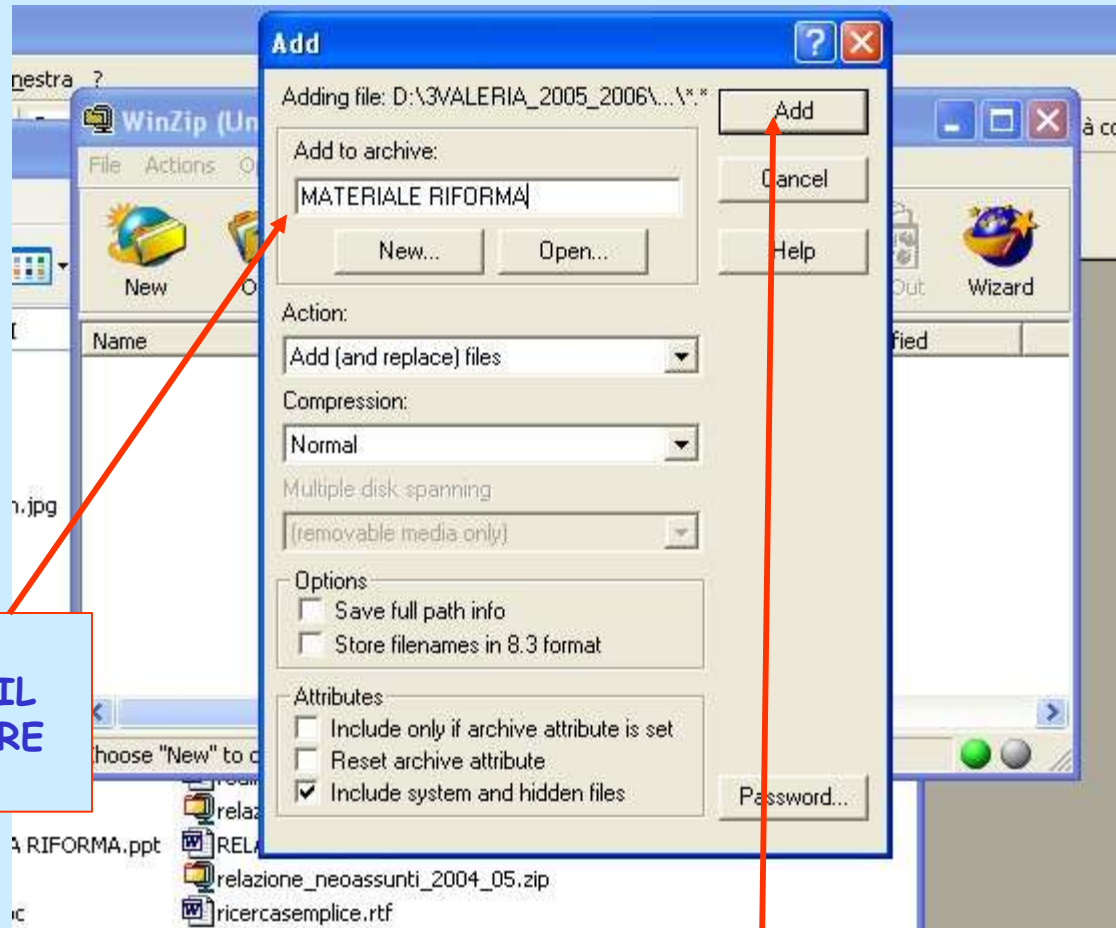 Add
nestra ?
WinZip (Un
à co
File Actions O
Adding file: D:\3VALERIA_2005_2006\...\*.*
Add to archive:
MATERIALE RIFORMA
New... Open...
Add
Cancel
Help
New
Out
Wizard
Name
fied
Action:
Add (and replace) files
Compression:
Normal
Multiple disk spanning
(removable media only)
n.jpg
Options
Save full path info
Store filenames in 8.3 format
IL
RE
Attributes
Include only if archive attribute is set
Reset archive attribute
Include system and hidden files
Password...
hoose "New" to c
relaz
A RIFORMA.ppt
RELA
relazione_neoassunti_2004_05.zip
oc
ricercasemplice.rtf